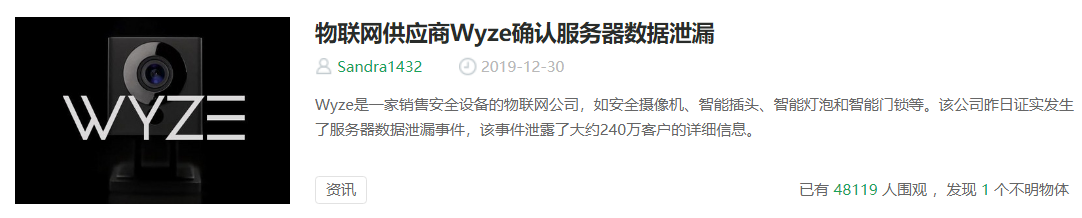 WYZE
物联网供应商Wyze确认服务器数据泄漏
Sandra1432 2019-12-30
Wyze是一家销售安全设备的物联网公司，如安全摄像机、智能插头、智能灯泡和智能门锁等。该公司昨日证实发生
了服务器数据泄漏事件，该事件泄露了大约240万客户的详细信息。
资讯 已有 48119 人围观 ，发现 1 个不明物体